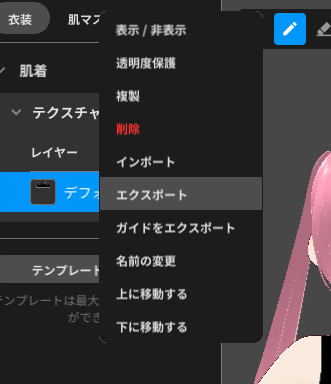 衣装
肌マス
肌着
テクスチャ
レイヤー
デフォ
テンプレート
テンプレートは最大
ができ
表示 / 非表示
透明度保護
複製
削除
インポート
エクスポート
ガイドをエクスポート
名前の変更
上に移動する
下に移動する